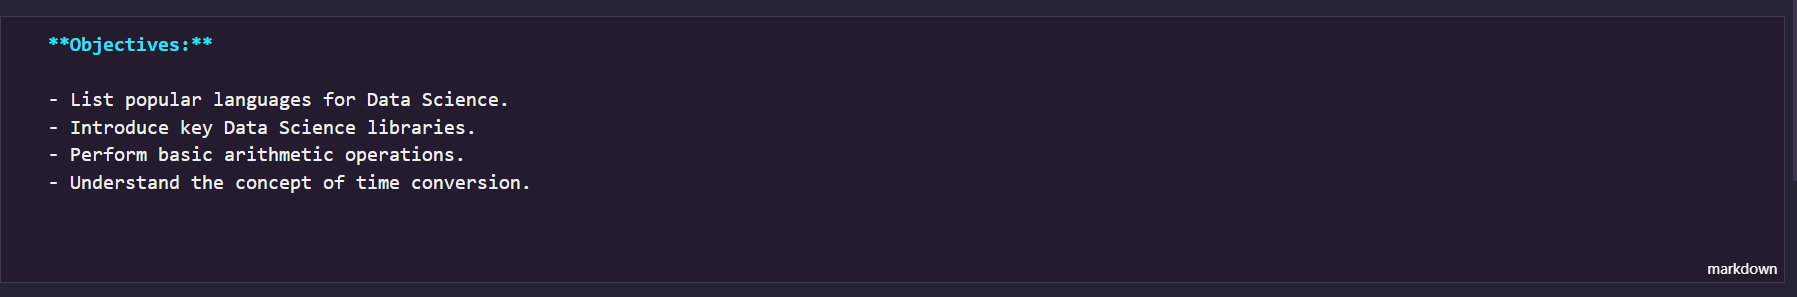 **Objectives:**
- List popular languages for Data Science.
- Introduce key Data Science libraries.
- Perform basic arithmetic operations.
- Understand the concept of time conversion.
markdown